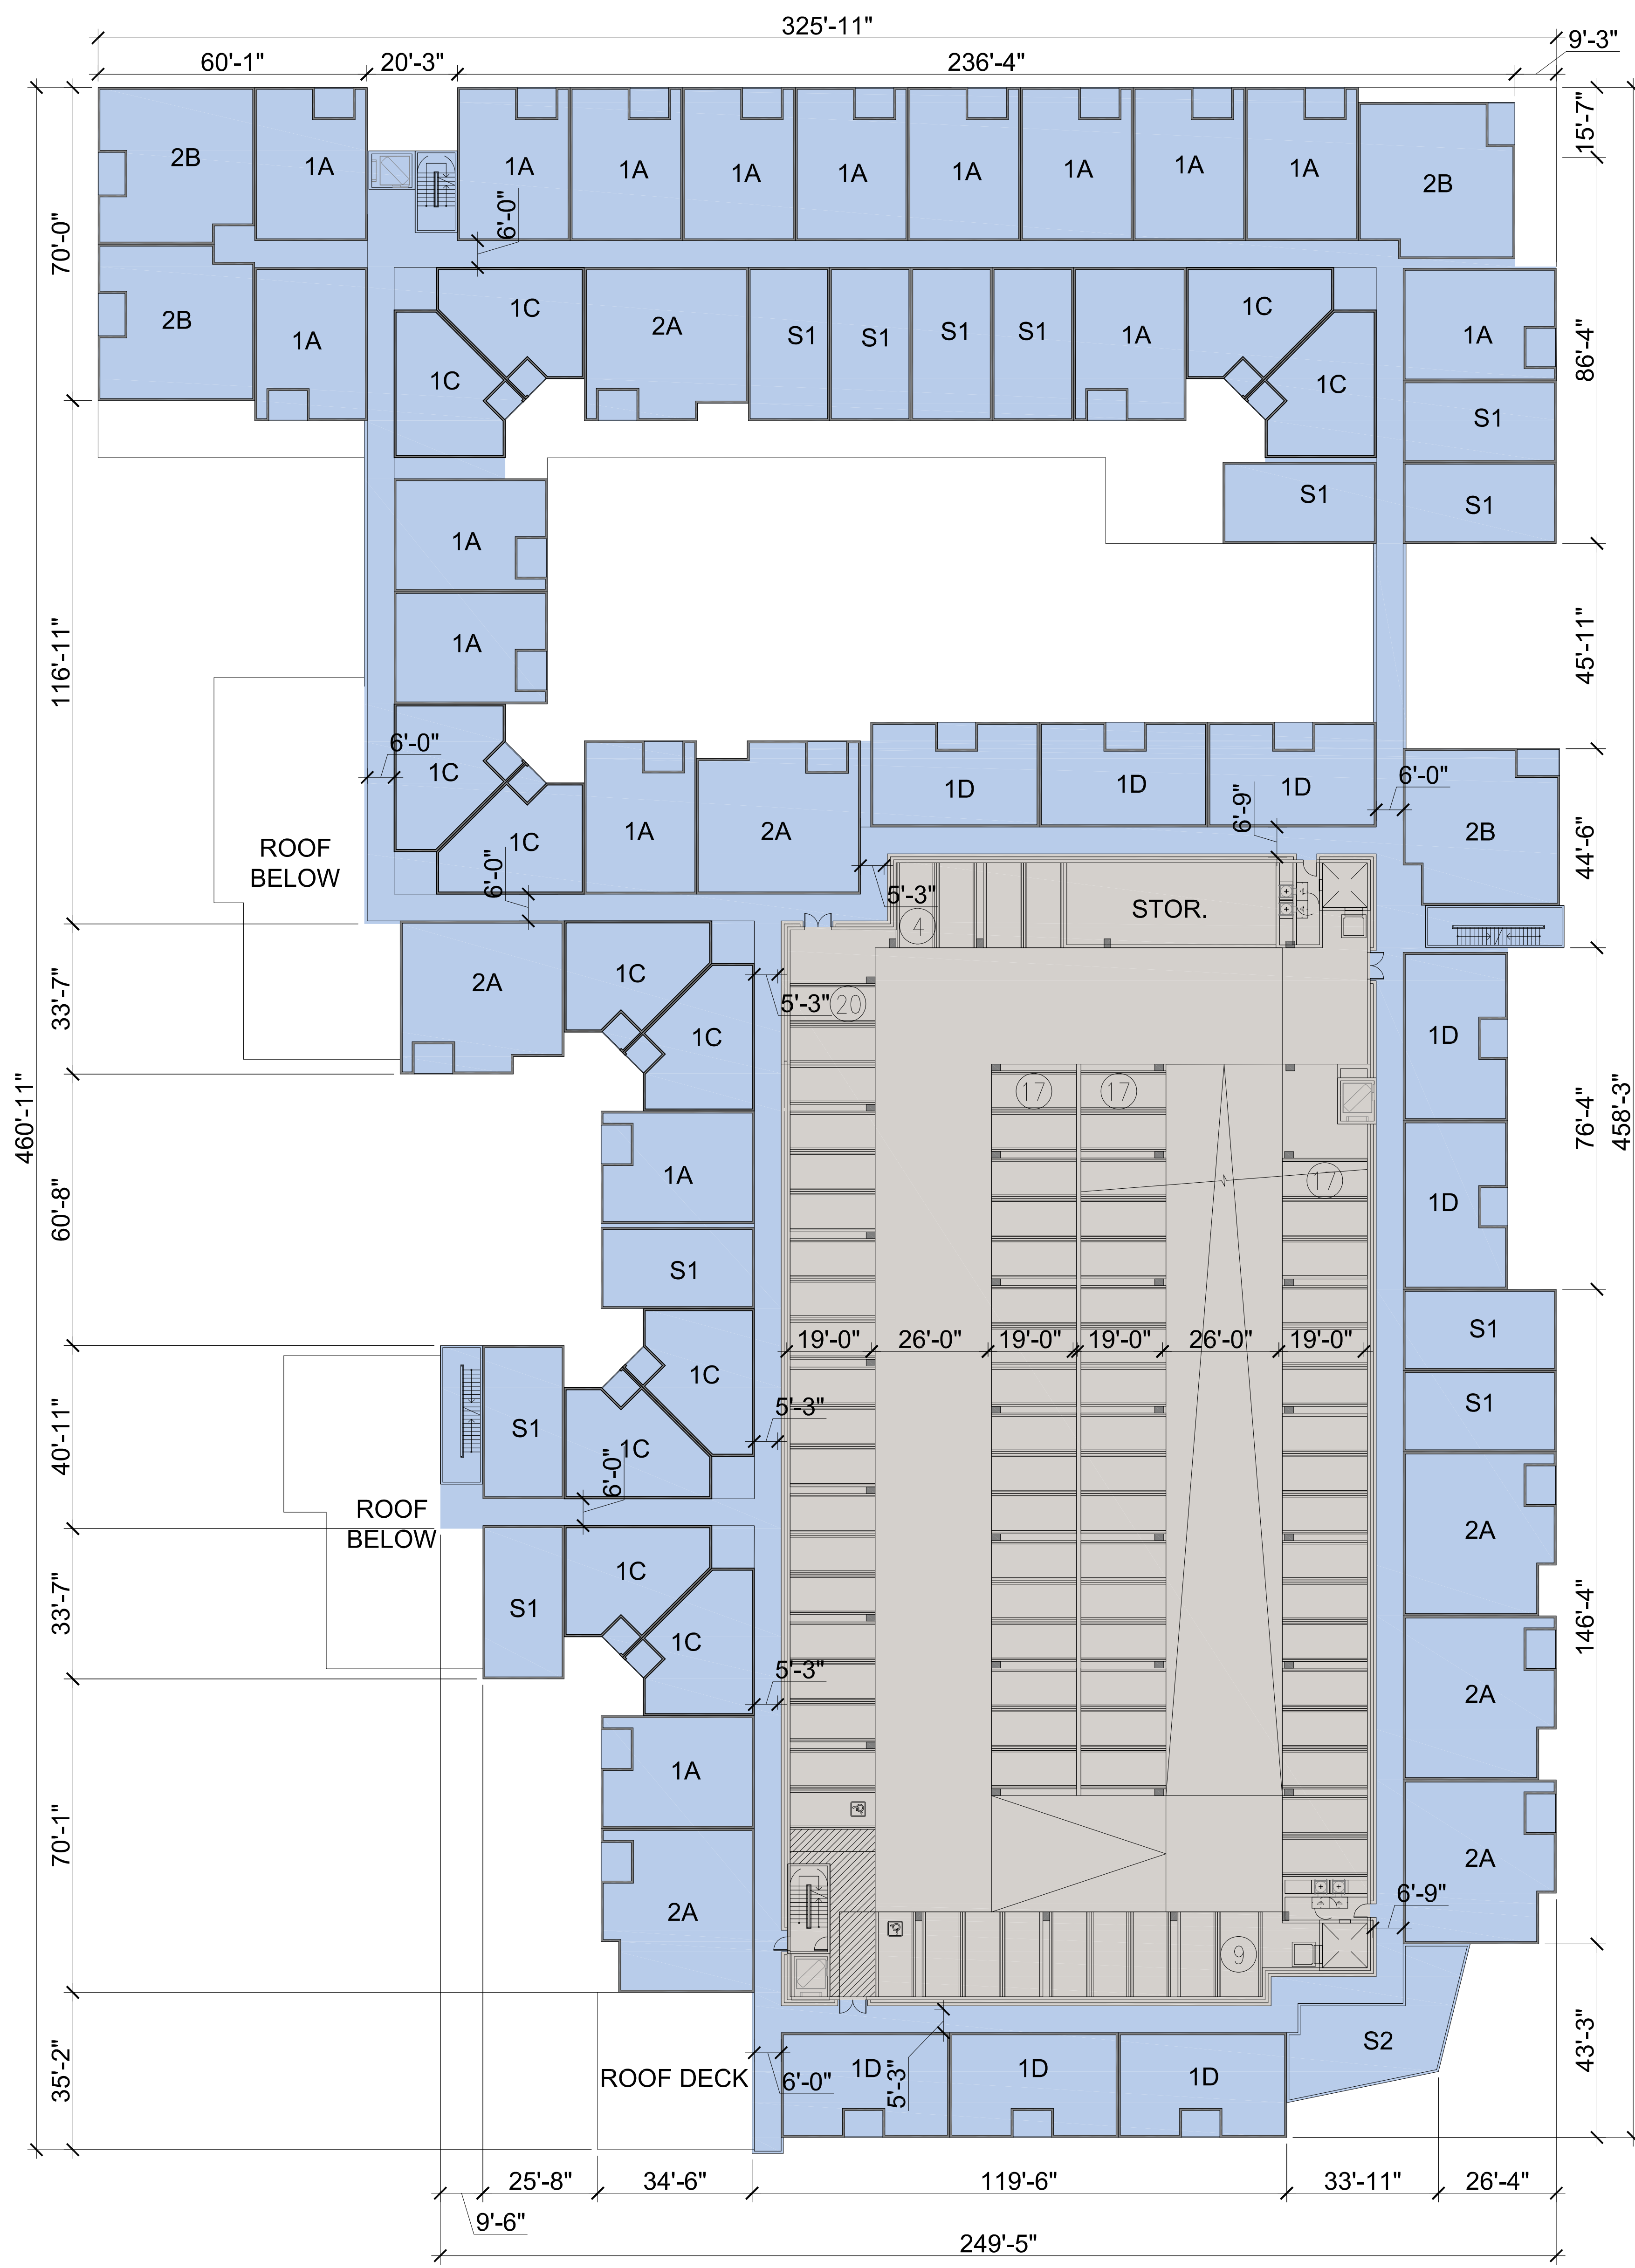 325'-11"
9'-3"
60'-1"
20'-3"
236'-4"
15'-7"
2B
1A
1A
1A
1A
1A
1A
1A
1A
1A
2B
6'-0"
70'-0"
2B
1A
1C
1C
2A
S1
S1
S1
S1
1A
1C
1C
1A
86'-4"
S1
S1
S1
1A
1A
116'-11"
45'-11"
6'-0"
1C
1C
1A
2A
1D
1D
1D
6'-9"
6'-0"
2B
44'-6"
ROOF
BELOW
6'-0"
5'-3"
4
STOR.
2A
1C
1C
5'-3"
20
33'-7"
17
17
17
1D
1D
76'-4"
460'-11"
458'-3"
1A
60'-8"
S1
19'-0"
26'-0"
19'-0"
19'-0"
26'-0"
19'-0"
S1
S1
1C
1C
S1
5'-3"
40'-11"
6'-0"
ROOF
BELOW
2A
S1
1C
1C
33'-7"
5'-3"
146'-4"
2A
1A
2A
70'-1"
2A
6'-9"
9
35'-2"
ROOF DECK
6'-0"
1D
5'-3"
1D
1D
S2
43'-3"
25'-8"
34'-6"
119'-6"
33'-11"
26'-4"
9'-6"
249'-5"